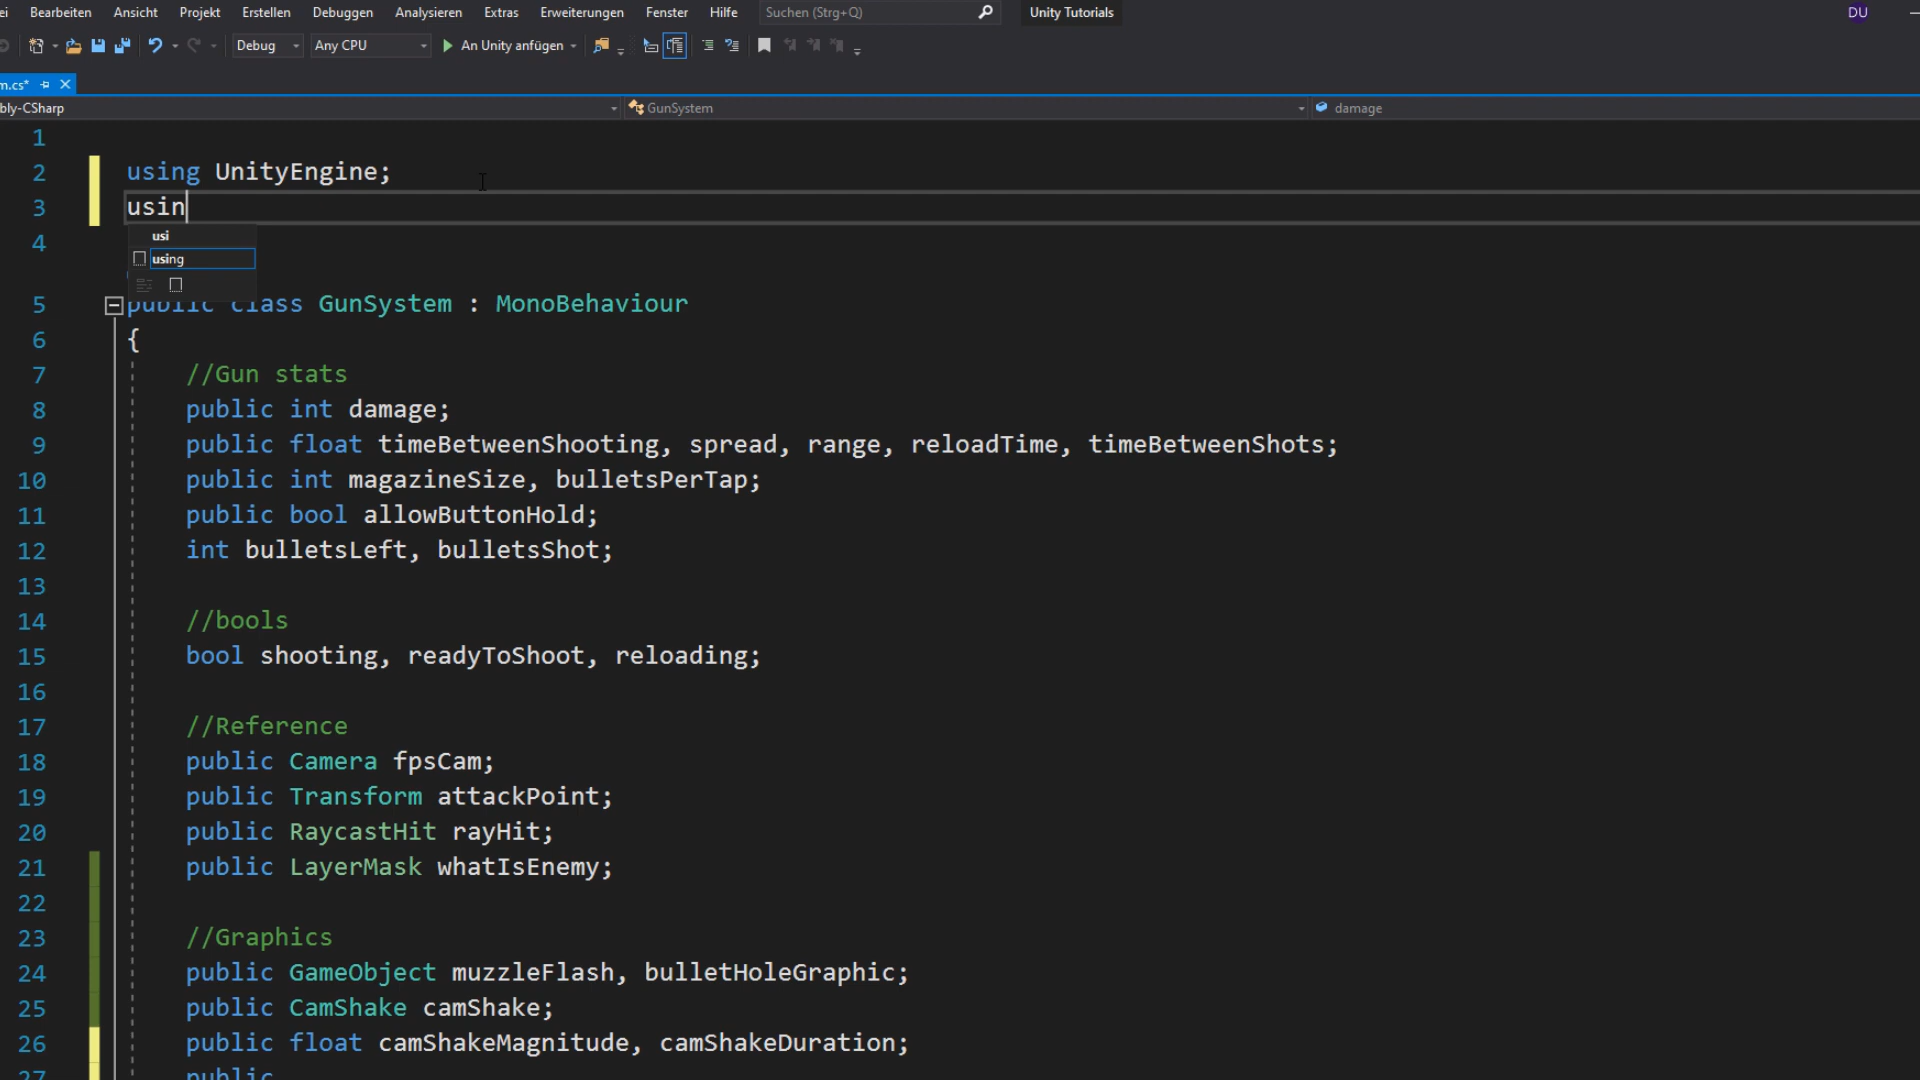 ei Bearbeiten Ansicht Projekt Erstellen Debuggen Analysieren Extras Erweiterungen Fenster Hilfe Suchen (Strg+Q) Unity Tutorials DU
Debug Any CPU An Unity anfügen
m.cs*
bly-CSharp GunSystem damage
1
2 using UnityEngine;
3 usin
usi
4
using
5 public class GunSystem : MonoBehaviour
6 {
7 //Gun stats
8 public int damage;
9 public float timeBetweenShooting, spread, range, reloadTime, timeBetweenShots;
10 public int magazineSize, bulletsPerTap;
11 public bool allowButtonHold;
12 int bulletsLeft, bulletsShot;
13
14 //bools
15 bool shooting, readyToShoot, reloading;
16
17 //Reference
18 public Camera fpsCam;
19 public Transform attackPoint;
20 public RaycastHit rayHit;
21 public LayerMask whatIsEnemy;
22
23 //Graphics
24 public GameObject muzzleFlash, bulletHoleGraphic;
25 public CamShake camShake;
26 public float camShakeMagnitude, camShakeDuration;
27 public